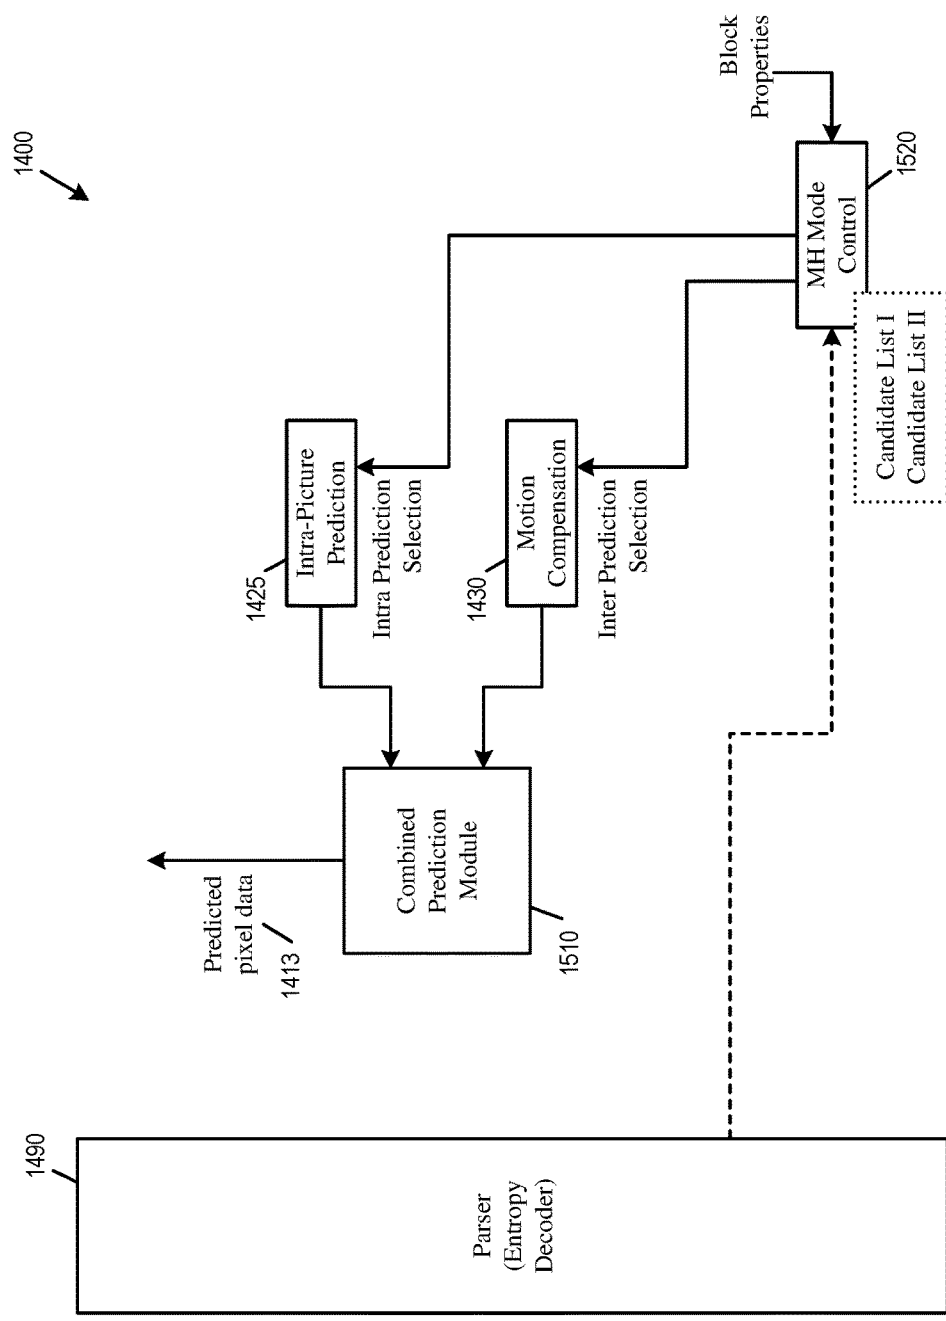 1400
Block
Properties
MH Mode
Control
1520
Candidate List I
Candidate List II
Intra-Picture
Prediction
1425
Intra Prediction
Selection
Motion
Compensation
1430
Inter Prediction
Selection
Combined
Prediction
Module
1510
Predicted
pixel data
1413
1490
Parser
(Entropy
Decoder)